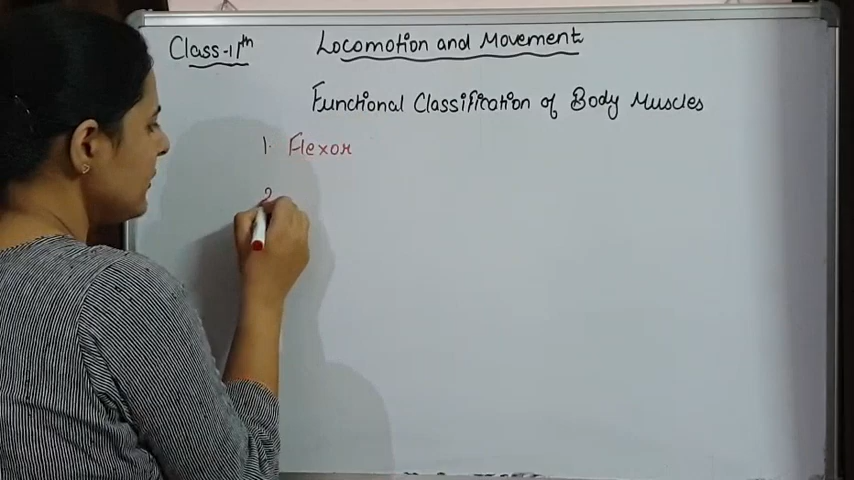 Class-11th
Locomotion and Movement
Functional Classification of Body Muscles
1. Flexor
2